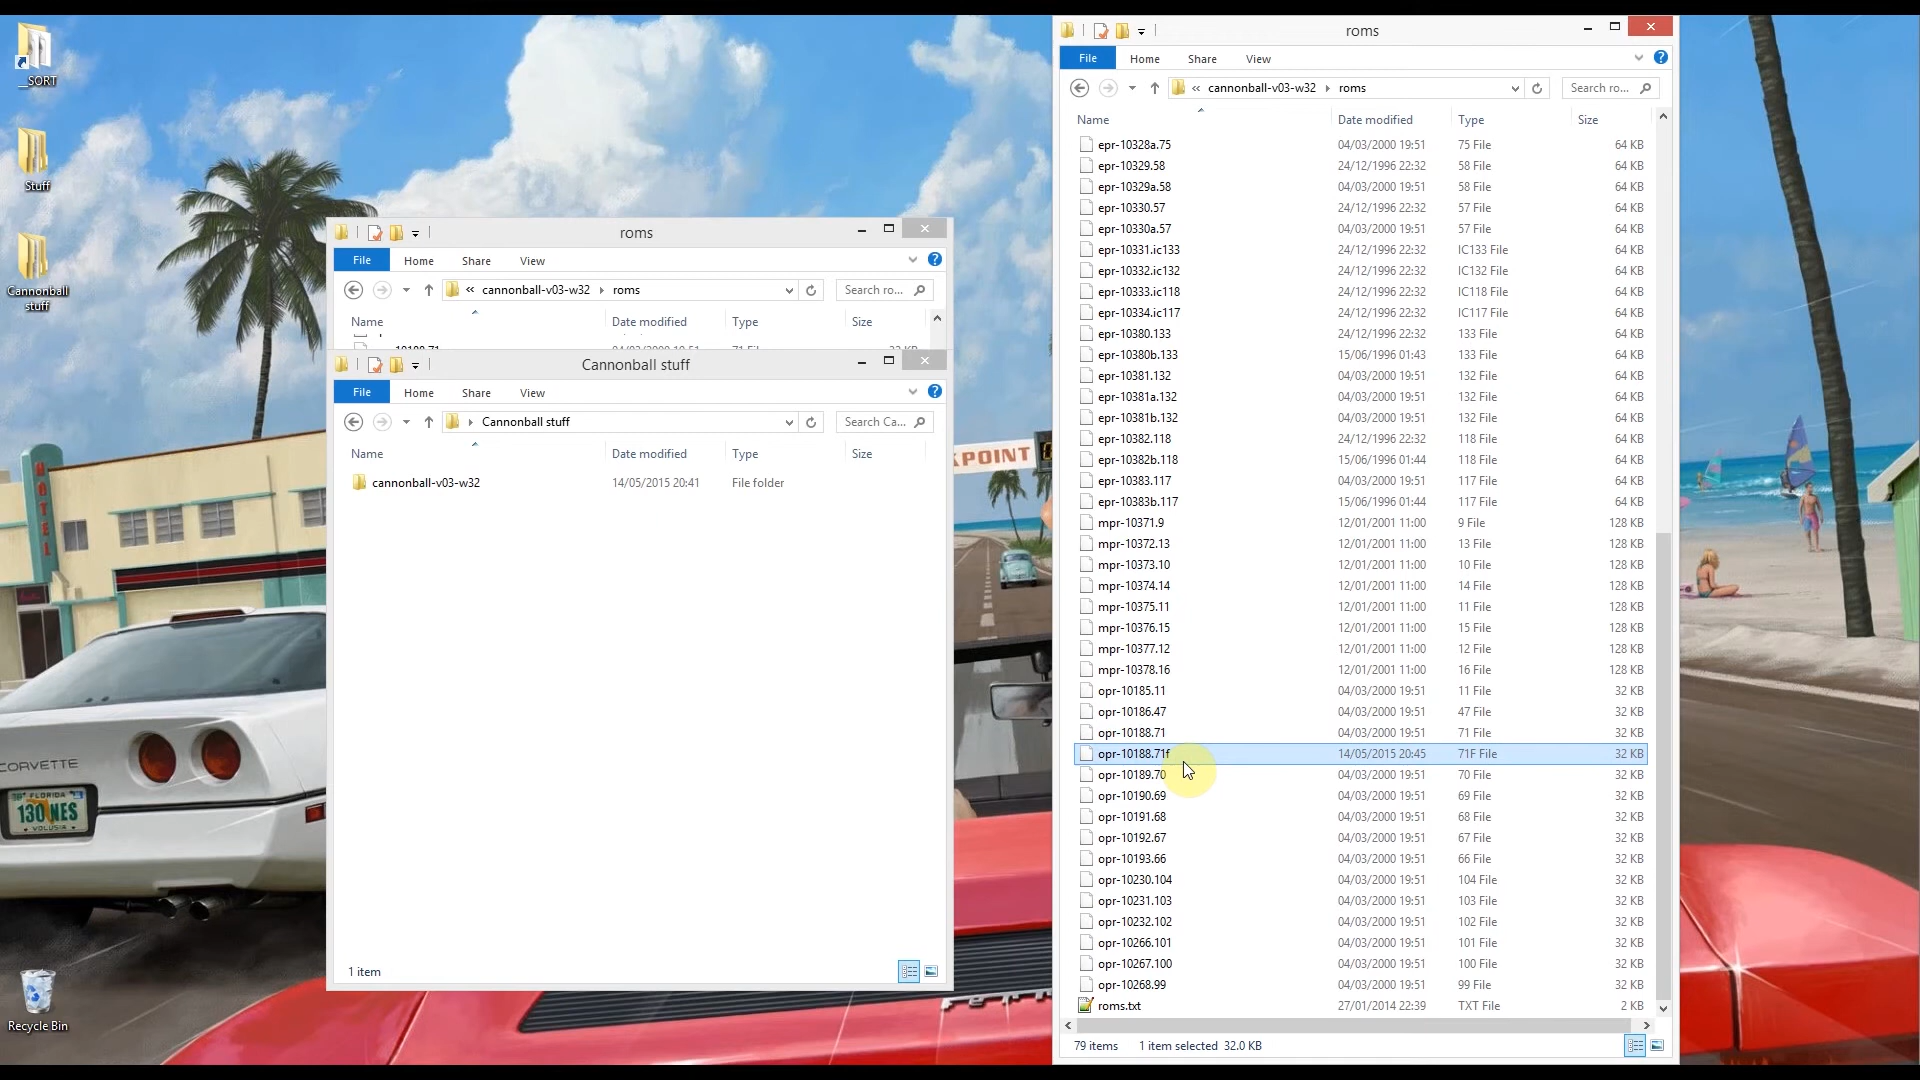 __SORT
Stuff
Cannonball
stuff
Recycle Bin
MOTEL
CORVETTE
FLORIDA
130 NES
VOLUSIA
KPOINT
roms
File Home Share View
« cannonball-v03-w32 roms
Search ro...
Name Date modified Type Size
Cannonball stuff
File Home Share View
Cannonball stuff
Search Ca...
Name Date modified Type Size
cannonball-v03-w32 14/05/2015 20:41 File folder
1 item
roms
File Home Share View
« cannonball-v03-w32 roms
Search ro...
Name Date modified Type Size
epr-10328a.75 04/03/2000 19:51 75 File 64 KB
epr-10329.58 24/12/1996 22:32 58 File 64 KB
epr-10329a.58 04/03/2000 19:51 58 File 64 KB
epr-10330.57 24/12/1996 22:32 57 File 64 KB
epr-10330a.57 04/03/2000 19:51 57 File 64 KB
epr-10331.ic133 24/12/1996 22:32 IC133 File 64 KB
epr-10332.ic132 24/12/1996 22:32 IC132 File 64 KB
epr-10333.ic118 24/12/1996 22:32 IC118 File 64 KB
epr-10334.ic117 24/12/1996 22:32 IC117 File 64 KB
epr-10380.133 24/12/1996 22:32 133 File 64 KB
epr-10380b.133 15/06/1996 01:43 133 File 64 KB
epr-10381.132 04/03/2000 19:51 132 File 64 KB
epr-10381a.132 04/03/2000 19:51 132 File 64 KB
epr-10381b.132 04/03/2000 19:51 132 File 64 KB
epr-10382.118 24/12/1996 22:32 118 File 64 KB
epr-10382b.118 15/06/1996 01:44 118 File 64 KB
epr-10383.117 04/03/2000 19:51 117 File 64 KB
epr-10383b.117 15/06/1996 01:44 117 File 64 KB
mpr-10371.9 12/01/2001 11:00 9 File 128 KB
mpr-10372.13 12/01/2001 11:00 13 File 128 KB
mpr-10373.10 12/01/2001 11:00 10 File 128 KB
mpr-10374.14 12/01/2001 11:00 14 File 128 KB
mpr-10375.11 12/01/2001 11:00 11 File 128 KB
mpr-10376.15 12/01/2001 11:00 15 File 128 KB
mpr-10377.12 12/01/2001 11:00 12 File 128 KB
mpr-10378.16 12/01/2001 11:00 16 File 128 KB
opr-10185.11 04/03/2000 19:51 11 File 32 KB
opr-10186.47 04/03/2000 19:51 47 File 32 KB
opr-10188.71 04/03/2000 19:51 71 File 32 KB
opr-10188.71f 14/05/2015 20:45 71F File 32 KB
opr-10189.70 04/03/2000 19:51 70 File 32 KB
opr-10190.69 04/03/2000 19:51 69 File 32 KB
opr-10191.68 04/03/2000 19:51 68 File 32 KB
opr-10192.67 04/03/2000 19:51 67 File 32 KB
opr-10193.66 04/03/2000 19:51 66 File 32 KB
opr-10230.104 04/03/2000 19:51 104 File 32 KB
opr-10231.103 04/03/2000 19:51 103 File 32 KB
opr-10232.102 04/03/2000 19:51 102 File 32 KB
opr-10266.101 04/03/2000 19:51 101 File 32 KB
opr-10267.100 04/03/2000 19:51 100 File 32 KB
opr-10268.99 04/03/2000 19:51 99 File 32 KB
roms.txt 27/01/2014 22:39 TXT File 2 KB
79 items 1 item selected 32.0 KB